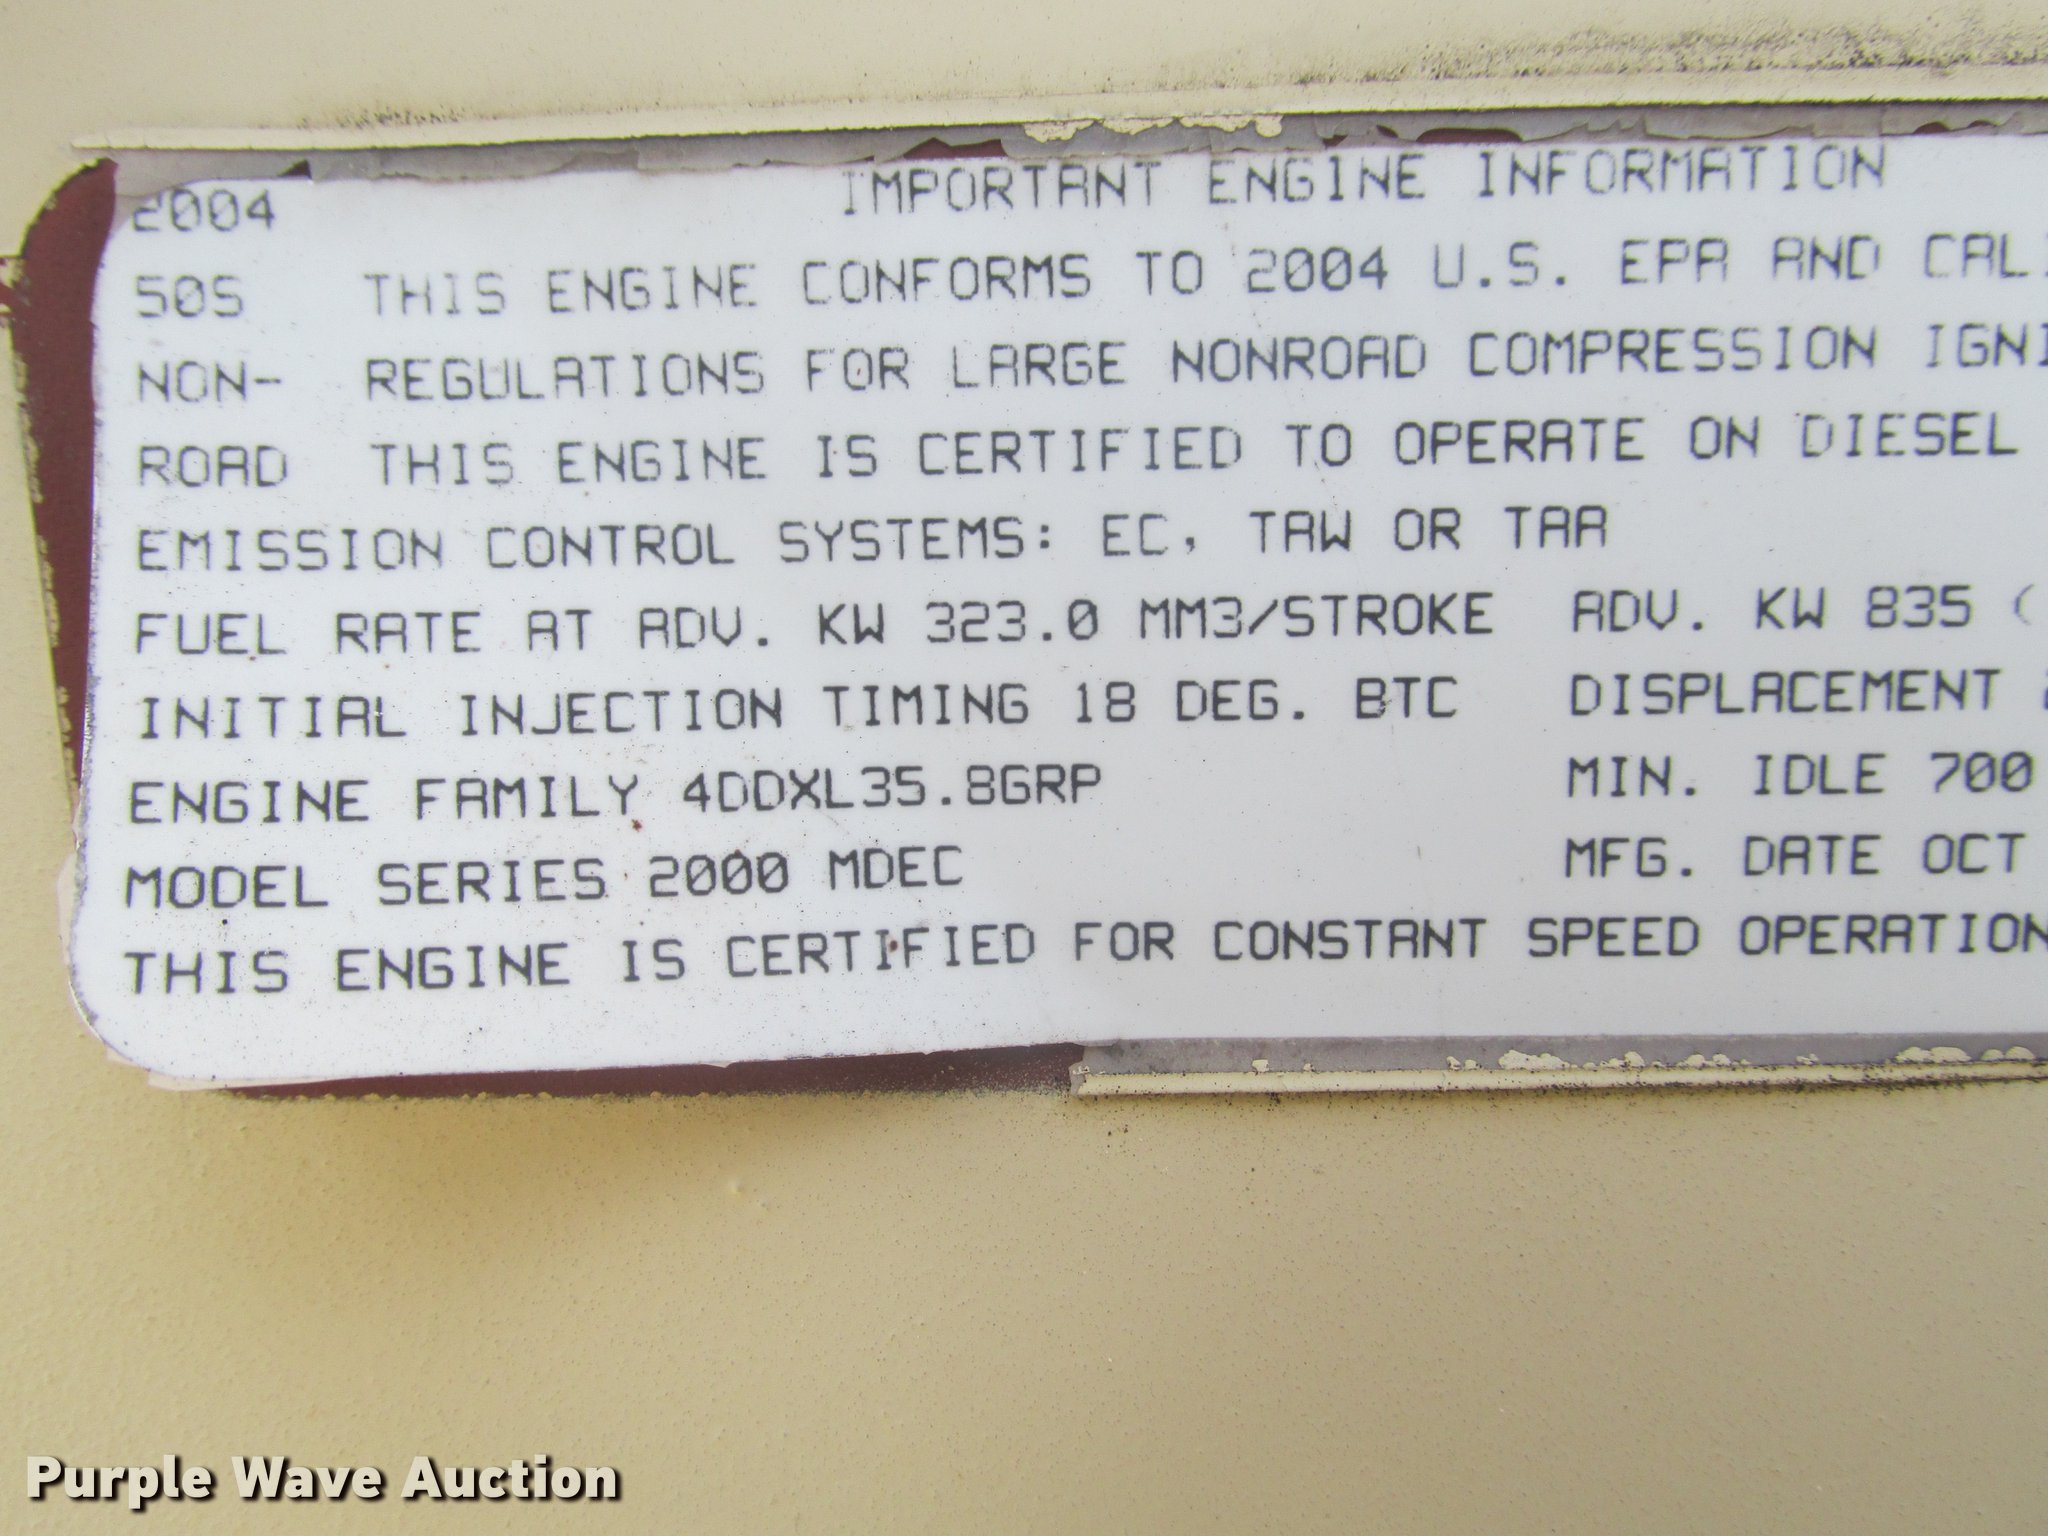 2004 IMPORTANT ENGINE INFORMATION
50S THIS ENGINE CONFORMS TO 2004 U.S. EPA AND CALI
NON- REGULATIONS FOR LARGE NONROAD COMPRESSION IGNI
ROAD THIS ENGINE IS CERTIFIED TO OPERATE ON DIESEL
EMISSION CONTROL SYSTEMS: EC, TAW OR TAA
FUEL RATE AT ADV. KW 323.0 MM3/STROKE ADV. KW 835 (
INITIAL INJECTION TIMING 18 DEG. BTC DISPLACEMENT
ENGINE FAMILY 4DDXL35.8GRP MIN. IDLE 700
MODEL SERIES 2000 MDEC MFG. DATE OCT
THIS ENGINE IS CERTIFIED FOR CONSTANT SPEED OPERATION
Purple Wave Auction